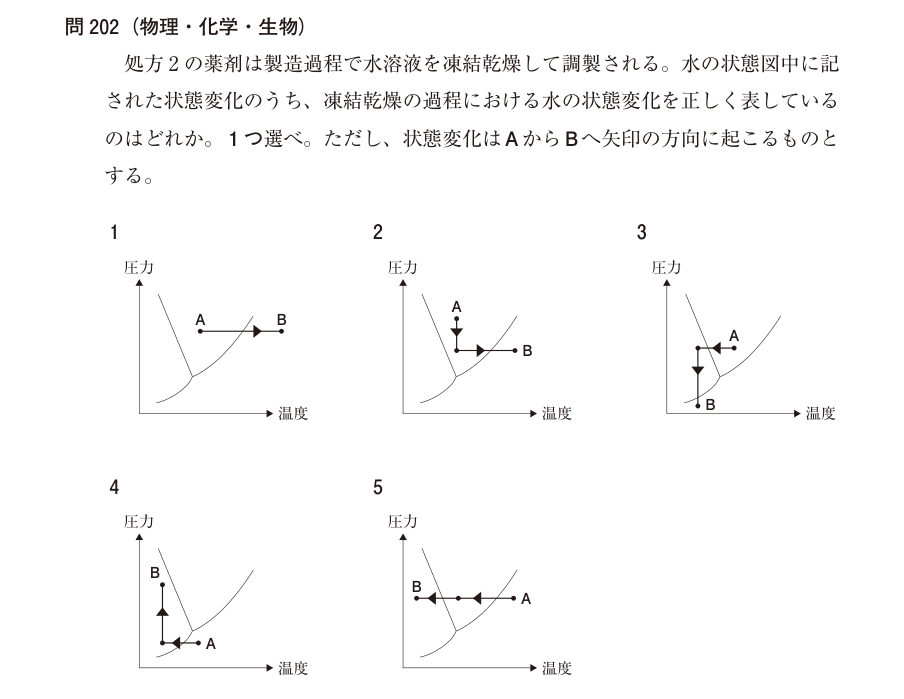 問202(物理・化学・生物)
処方2の薬剤は製造過程で水溶液を凍結乾燥して調製される。水の状態図中に記
された状態変化のうち、凍結乾燥の過程における水の状態変化を正しく表している
のはどれか。1つ選べ。ただし、状態変化はAからBへ矢印の方向に起こるものと
する。
1
圧力
A
B
温度
2
圧力
A
B
温度
3
圧力
A
B
温度
4
圧力
B
A
温度
5
圧力
B
A
温度